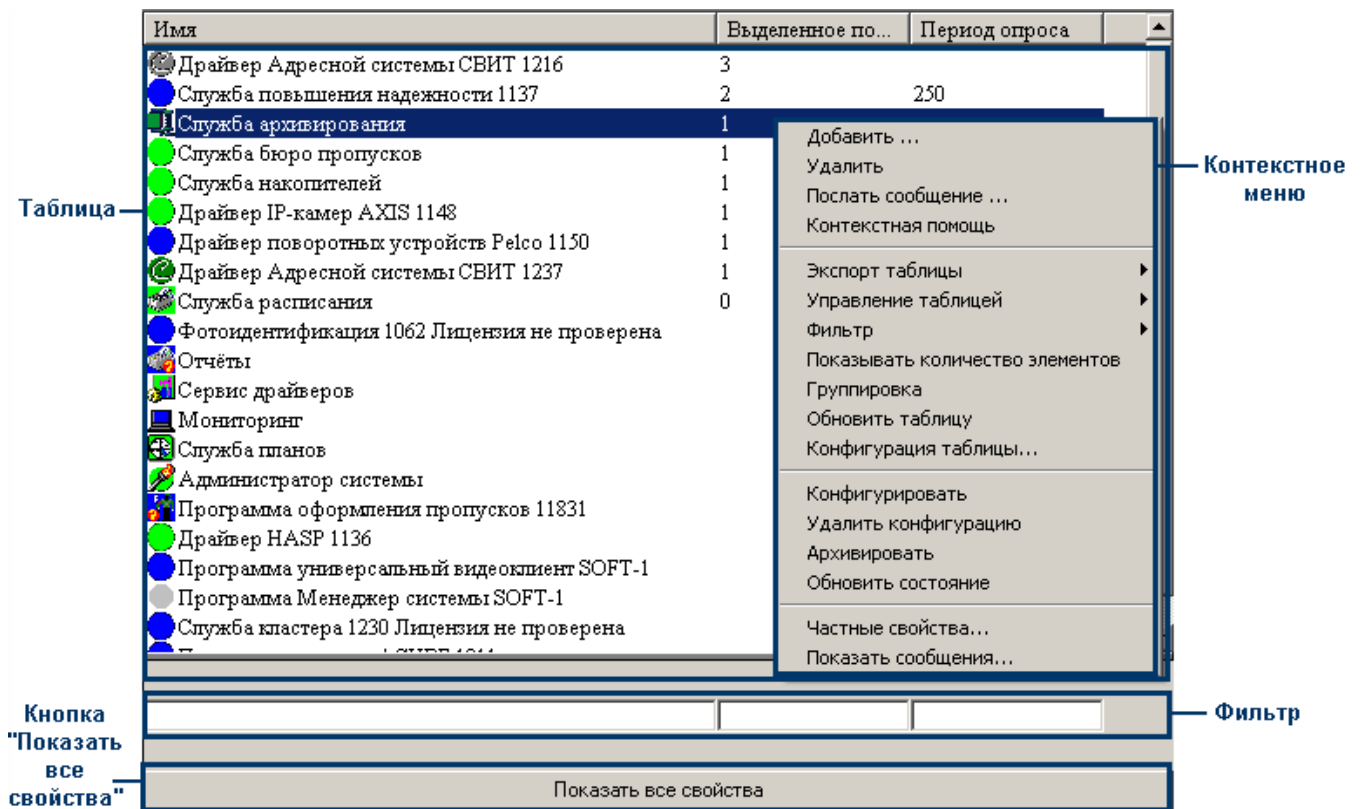 Имя Выделенное по... Период опроса
Драйвер Адресной системы СВИТ 1216 3
Служба повышения надежности 1137 2 250
Служба архивирования 1
Служба бюро пропусков 1
Служба накопителей 1
Драйвер IP-камер AXIS 1148 1
Драйвер поворотных устройств Pelco 1150 1
Драйвер Адресной системы СВИТ 1237 1
Служба расписания 0
Фотоидентификация 1062 Лицензия не проверена
Отчёты
Сервис драйверов
Мониторинг
Служба планов
Администратор системы
Программа оформления пропусков 11831
Драйвер HASP 1136
Программа универсальный видеоклиент SOFT-1
Программа Менеджер системы SOFT-1
Служба кластера 1230 Лицензия не проверена
Добавить ...
Удалить
Послать сообщение ...
Контекстная помощь
Экспорт таблицы
Управление таблицей
Фильтр
Показывать количество элементов
Группировка
Обновить таблицу
Конфигурация таблицы...
Конфигурировать
Удалить конфигурацию
Архивировать
Обновить состояние
Частные свойства...
Показать сообщения...
Таблица
Контекстное
меню
Фильтр
Кнопка
"Показать
все
свойства"
Показать все свойства